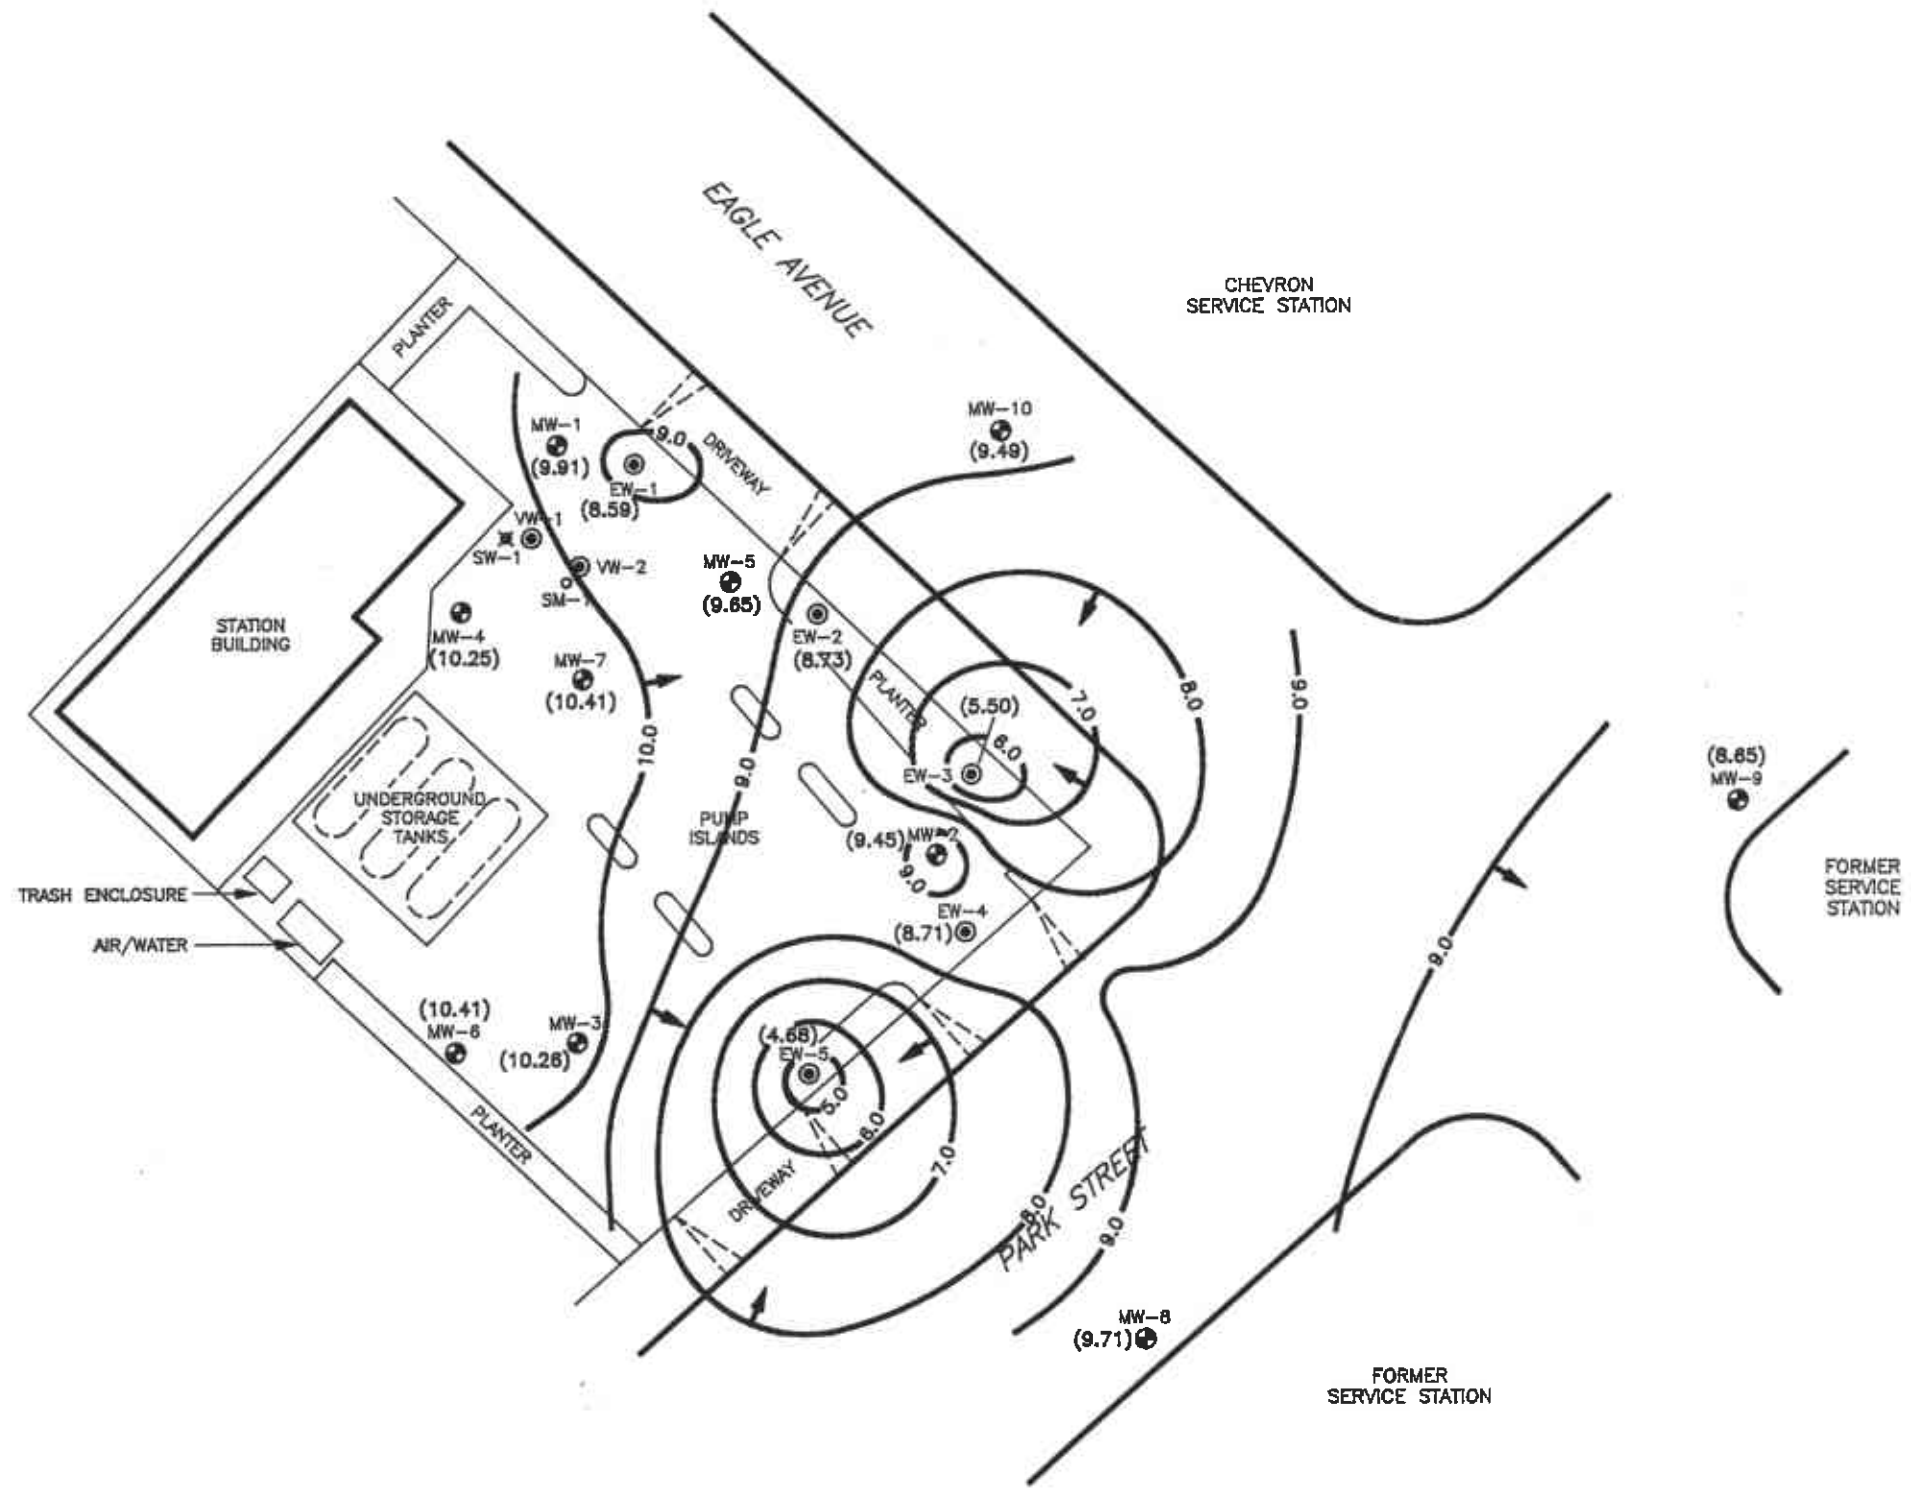 EAGLE AVENUE
CHEVRON
SERVICE STATION
PLANTER
MW-10
(9.49)
MW-1
(9.91)
9.0
DRIVEWAY
EW-1
(8.59)
VW-1
SW-1
VW-2
SM-1
MW-5
(9.65)
STATION
BUILDING
MW-4
(10.25)
EW-2
(8.73)
MW-7
(10.41)
PLANTER
(5.50)
7.0
8.0
9.0
10.0
6.0
EW-3
9.0
(8.65)
MW-9
UNDERGROUND
STORAGE
TANKS
PUMP
ISLANDS
(9.45)
MW-2
9.0
TRASH ENCLOSURE
FORMER
SERVICE
STATION
EW-4
(8.71)
AIR/WATER
9.0
(10.41)
MW-6
MW-3
(10.26)
(4.68)
EW-5
5.0
6.0
7.0
PLANTER
DRIVEWAY
8.0
PARK STREET
9.0
MW-8
(9.71)
FORMER
SERVICE STATION